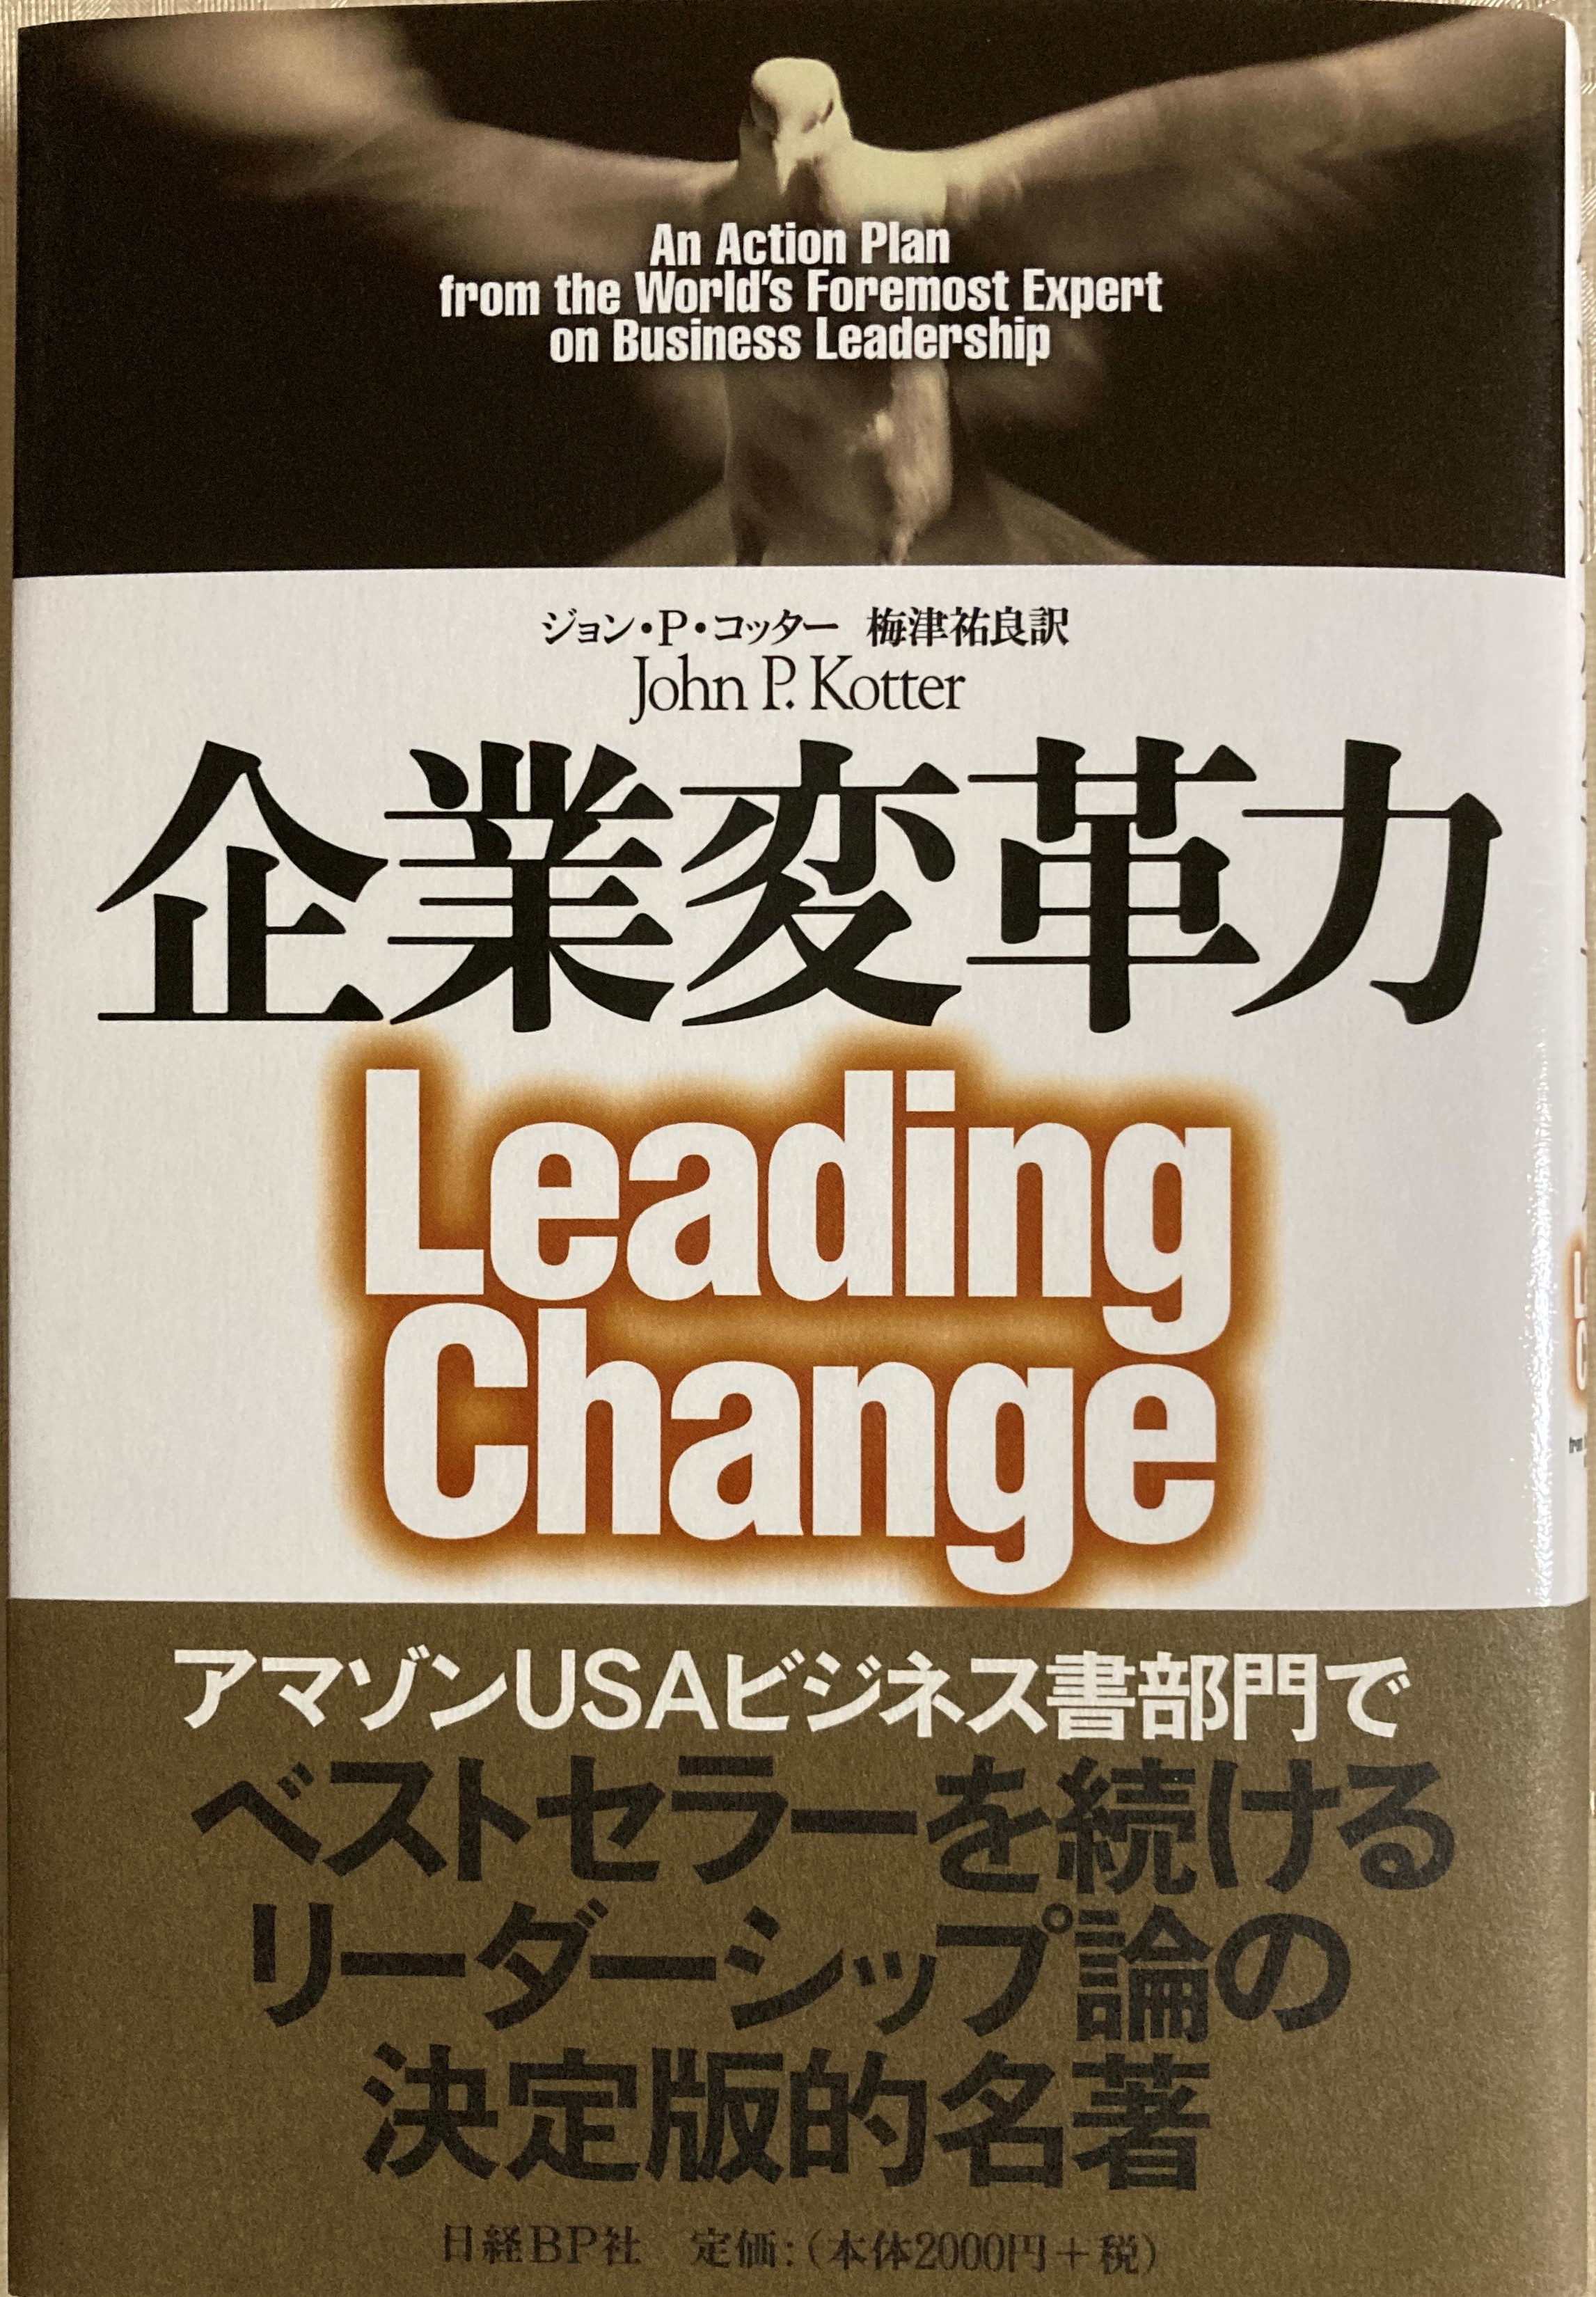 An Action Plan
from the World's Foremost Expert
on Business Leadership
ジョン・P・コッター 梅津祐良訳
John P. Kotter
企業変革力
Leading
Change
アマゾンUSAビジネス書部門で
ベストセラーを続ける
リーダーシップ論の
決定版的名著
日経BP社 定価:(本体2000円+税)